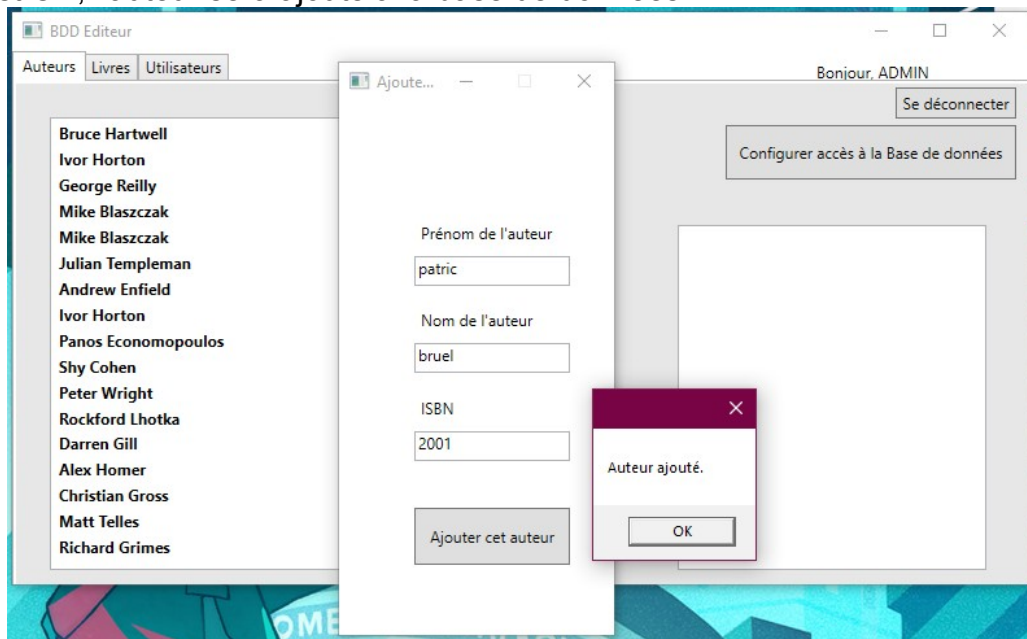 BDD Editeur
Auteurs Livres Utilisateurs
Bonjour, ADMIN
Se déconnecter
Configurer accès à la Base de données
Bruce Hartwell
Ivor Horton
George Reilly
Mike Blaszczak
Mike Blaszczak
Julian Templeman
Andrew Enfield
Ivor Horton
Panos Economopoulos
Shy Cohen
Peter Wright
Rockford Lhotka
Darren Gill
Alex Homer
Christian Gross
Matt Telles
Richard Grimes
Ajoute...
Prénom de l'auteur
patric
Nom de l'auteur
bruel
ISBN
2001
Ajouter cet auteur
Auteur ajouté.
OK